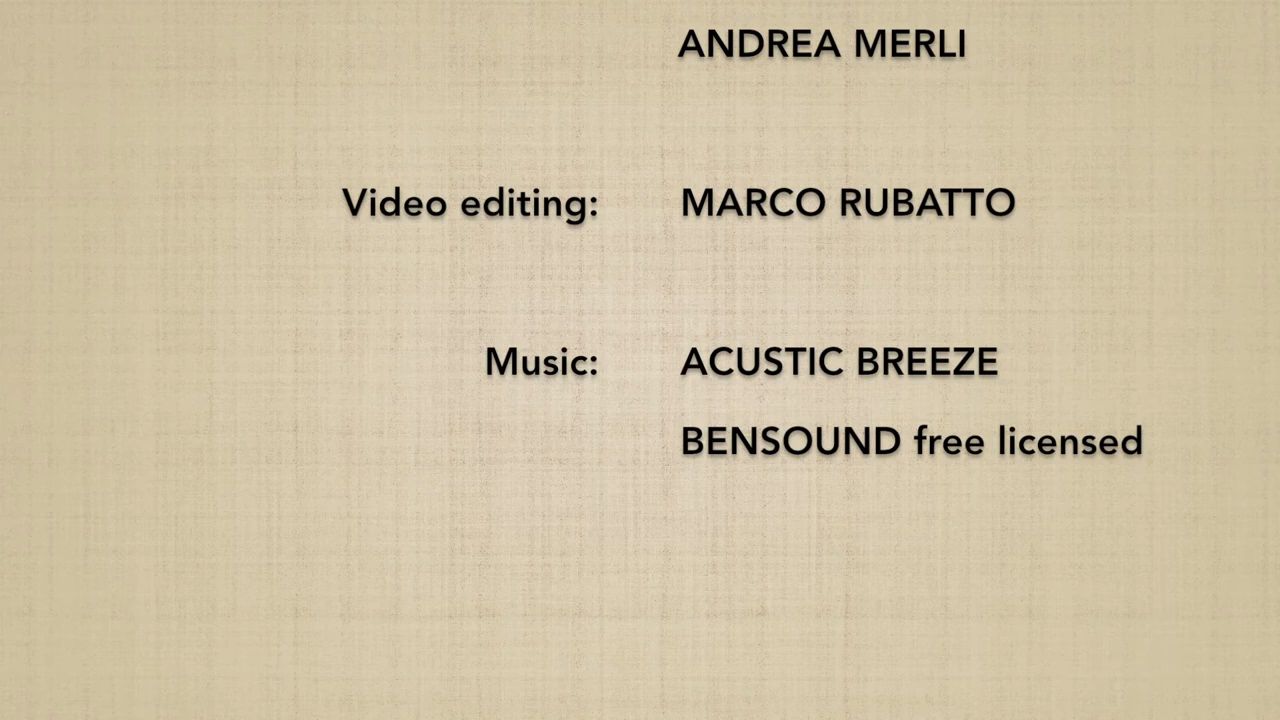 ANDREA MERLI
Video editing: MARCO RUBATTO
Music: ACUSTIC BREEZE
BENSOUND free licensed